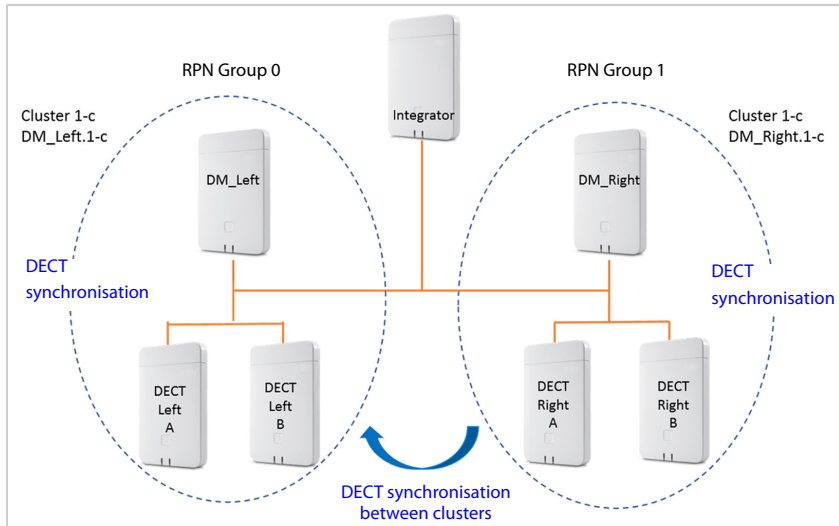 RPN Group 0
RPN Group 1
Integrator
Cluster 1-c
DM_Left.1-c
Cluster 1-c
DM_Right.1-c
DM_Left
DM_Right
DECT
synchronisation
DECT
synchronisation
DECT
Left
A
DECT
Left
B
DECT
Right
A
DECT
Right
B
DECT synchronisation
between clusters